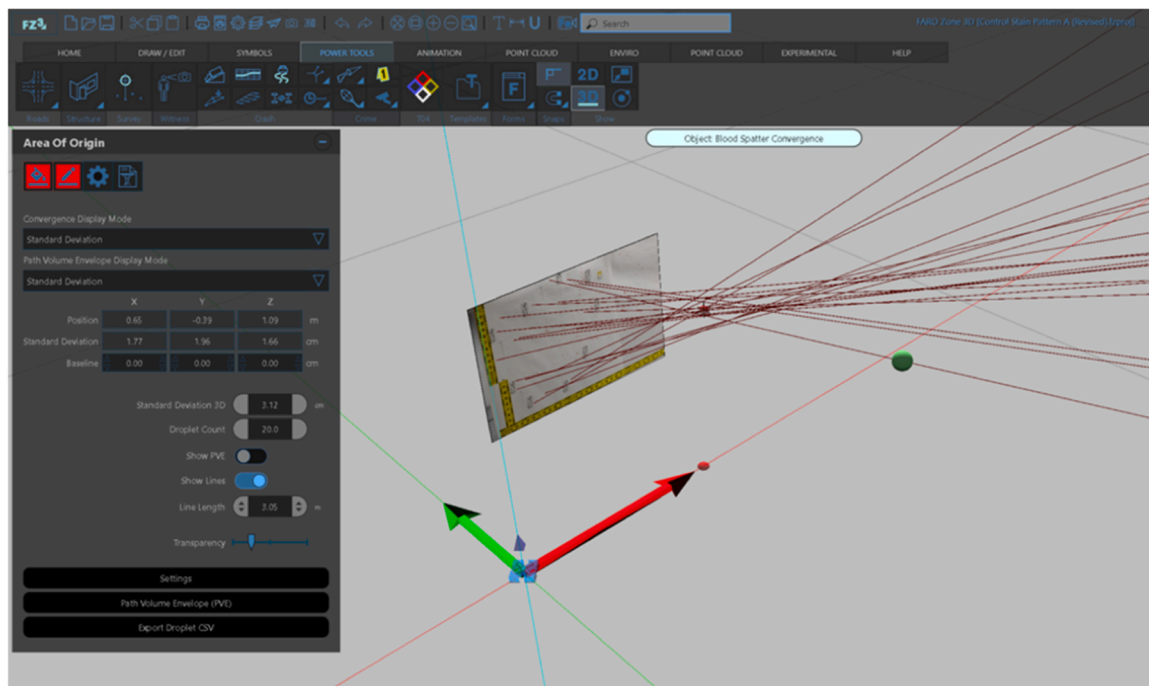 FZ3D
Search
FARO Zone 3D (Control Stain Pattern A (Revised).fzproj)
HOME DRAW / EDIT SYMBOLS POWER TOOLS ANIMATION POINT CLOUD ENVIRO POINT CLOUD EXPERIMENTAL HELP
2D
3D
Roads Structure Survey Witness Crash Crime 704 Templates Forms Snaps Show
Object: Blood Spatter Convergence
Area Of Origin
Convergence Display Mode
Standard Deviation
Path Volume Envelope Display Mode
Standard Deviation
X Y Z
Position 0.65 -0.39 1.09 m
Standard Deviation 1.77 1.96 1.66 cm
Baseline 0.00 0.00 0.00 cm
Standard Deviation 3D 3.12 cm
Droplet Count 20.0
Show PVE
Show Lines
Line Length 3.05 m
Transparency
Settings
Path Volume Envelope (PVE)
Export Droplet CSV